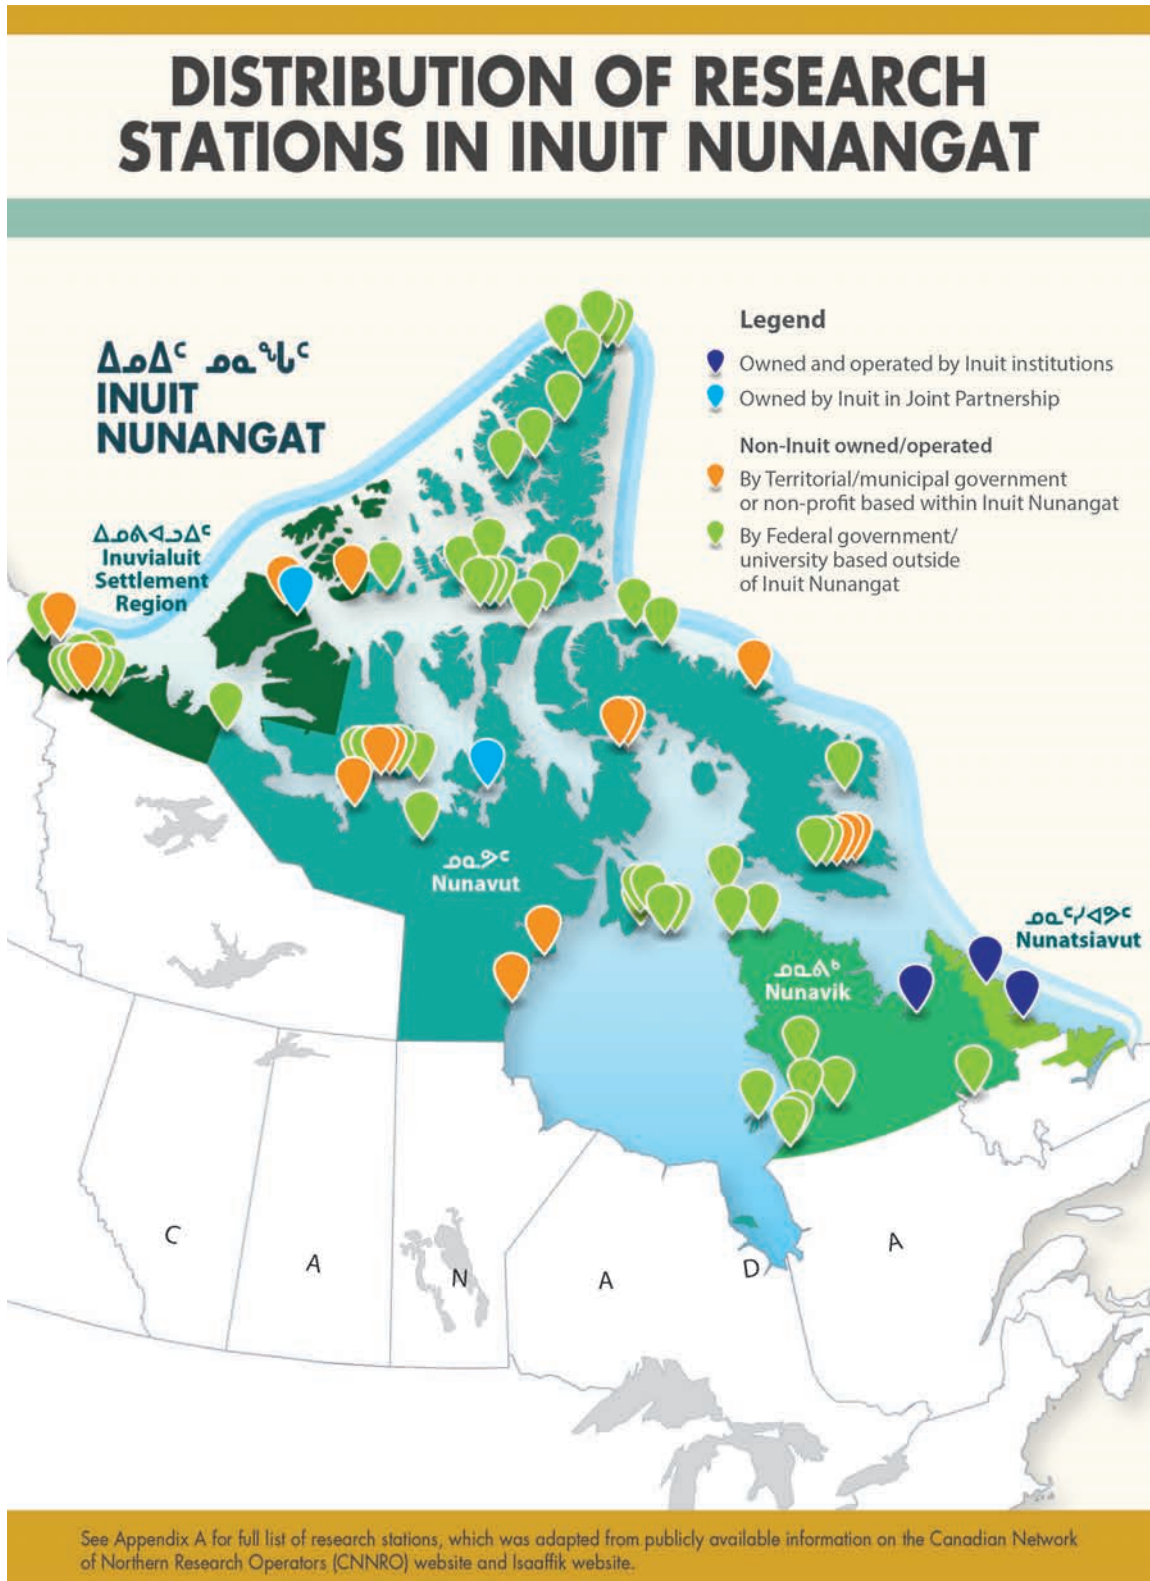 DISTRIBUTION OF RESEARCH
STATIONS IN INUIT NUNANGAT
ᐃᓄᐃᑦ ᓄᓇᖓᑦ
INUIT
NUNANGAT
Legend
Owned and operated by Inuit institutions
Owned by Inuit in Joint Partnership
Non-Inuit owned/operated
By Territorial/municipal government
or non-profit based within Inuit Nunangat
By Federal government/
university based outside
of Inuit Nunangat
ᐃᓄᕕᐊᓗᐃᑦ
Inuvialuit
Settlement
Region
ᓄᓇᕗᑦ
Nunavut
ᓄᓇᑦᓯᐊᕗᑦ
Nunatsiavut
ᓄᓇᕕᒃ
Nunavik
C A N A D A
See Appendix A for full list of research stations, which was adapted from publicly available information on the Canadian Network
of Northern Research Operators (CNNRO) website and Isaaffik website.